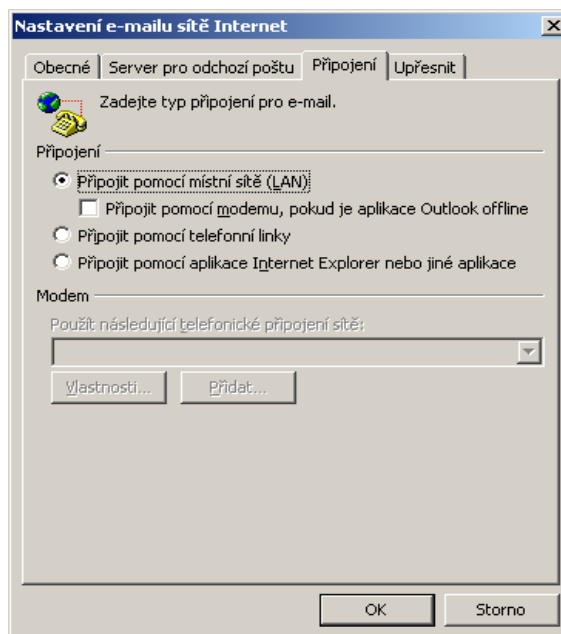 Nastavení e-mailu sítě Internet
Obecné Server pro odchozí poštu Připojení Upřesnit
Zadejte typ připojení pro e-mail.
Připojení
Připojit pomocí místní sítě (LAN)
Připojit pomocí modemu, pokud je aplikace Outlook offline
Připojit pomocí telefonní linky
Připojit pomocí aplikace Internet Explorer nebo jiné aplikace
Modem
Použít následující telefonické připojení sítě:
Vlastnosti... Přidat...
OK Storno